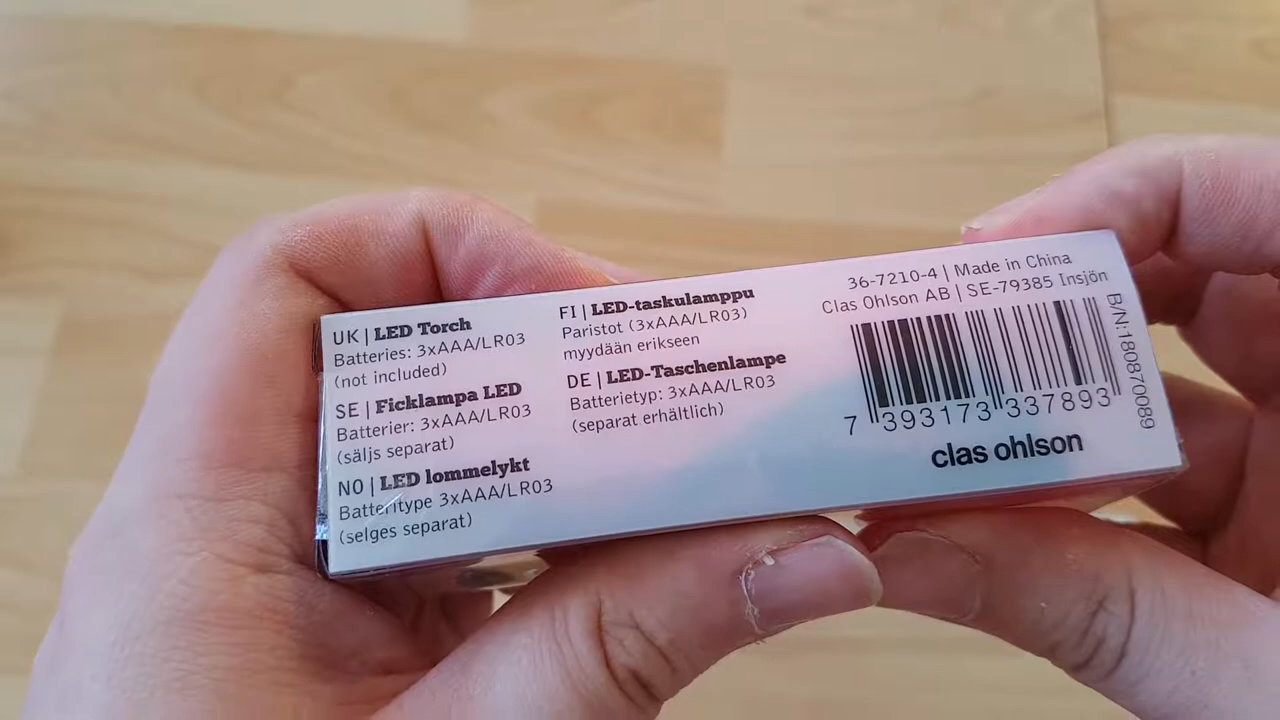 UK | LED Torch
Batteries: 3xAAA/LR03
(not included)
SE | Ficklampa LED
Batterier: 3xAAA/LR03
(säljs separat)
NO | LED lommelykt
Batteritype 3xAAA/LR03
(selges separat)
FI | LED-taskulamppu
Paristot (3xAAA/LR03)
myydään erikseen
DE | LED-Taschenlampe
Batterietyp: 3xAAA/LR03
(separat erhältlich)
36-7210-4 | Made in China
Clas Ohlson AB | SE-79385 Insjön
7 393173 337893
clas ohlson
B/N:180870089